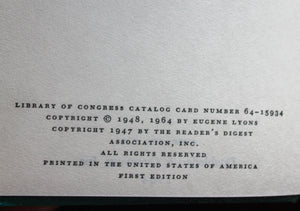 LIBRARY OF CONGRESS CATALOG CARD NUMBER 64-15934
COPYRIGHT © 1948, 1964 BY EUGENE LYONS
COPYRIGHT 1947 BY THE READER'S DIGEST
ASSOCIATION, INC.
ALL RIGHTS RESERVED
PRINTED IN THE UNITED STATES OF AMERICA
FIRST EDITION